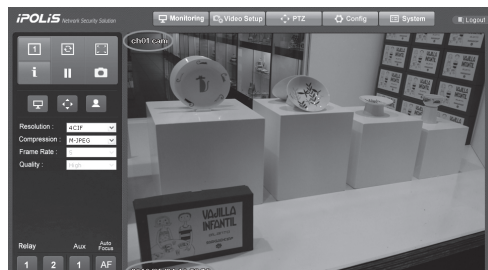 iPOLiS Network Security Solution
Monitoring
Video Setup
PTZ
Config
System
Logout
1
i
ch01 cam
Resolution :
4CIF
Compression :
M-JPEG
Frame Rate :
Quality :
High
VAJILLA
INFANTIL
Relay
Aux
Auto
Focus
1
2
1
AF